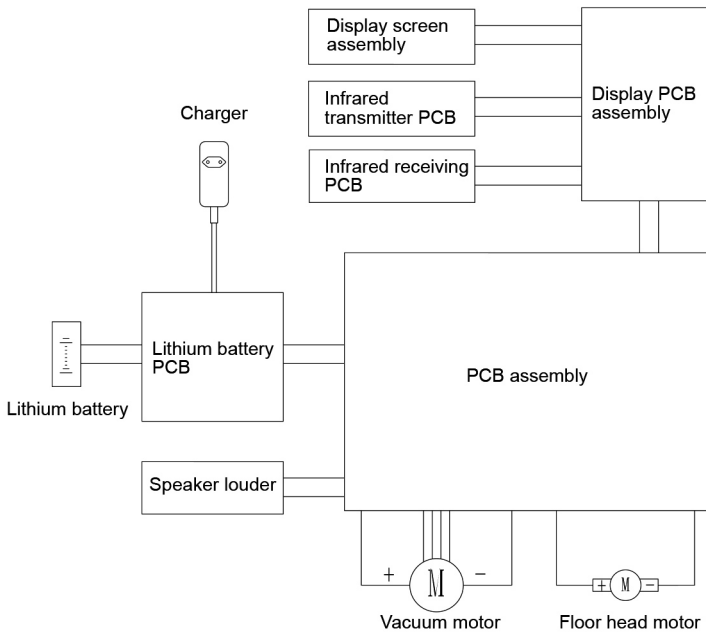 Display screen
assembly
Infrared
transmitter PCB
Infrared receiving
PCB
Display PCB
assembly
Charger
Lithium battery
PCB
Lithium battery
PCB assembly
Speaker louder
+ M -
Vacuum motor
+ M -
Floor head motor